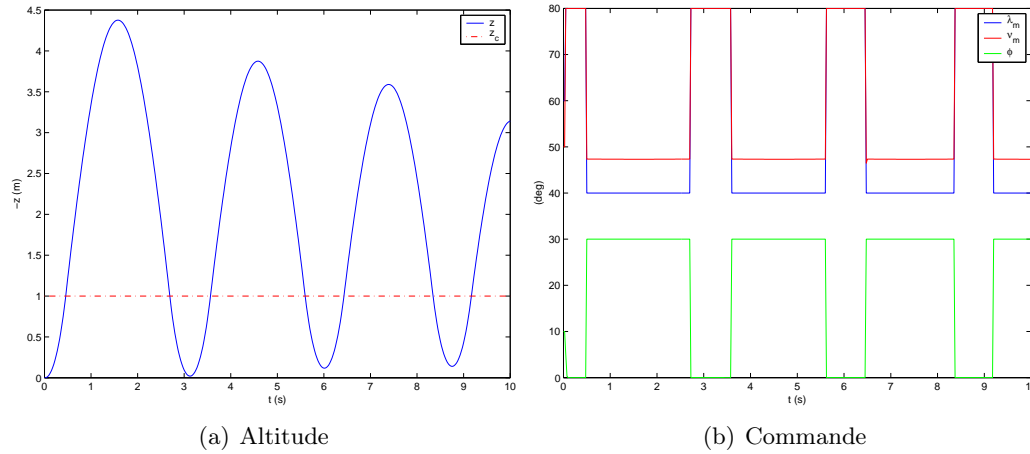 4.5
4
3.5
3
2.5
2
1.5
1
0.5
0
0 1 2 3 4 5 6 7 8 9 10
−z (m)
t (s)
z
z_c
(a) Altitude
80
70
60
50
40
30
20
10
0
0 1 2 3 4 5 6 7 8 9 10
(deg)
t (s)
λ_m
ν_m
φ
(b) Commande